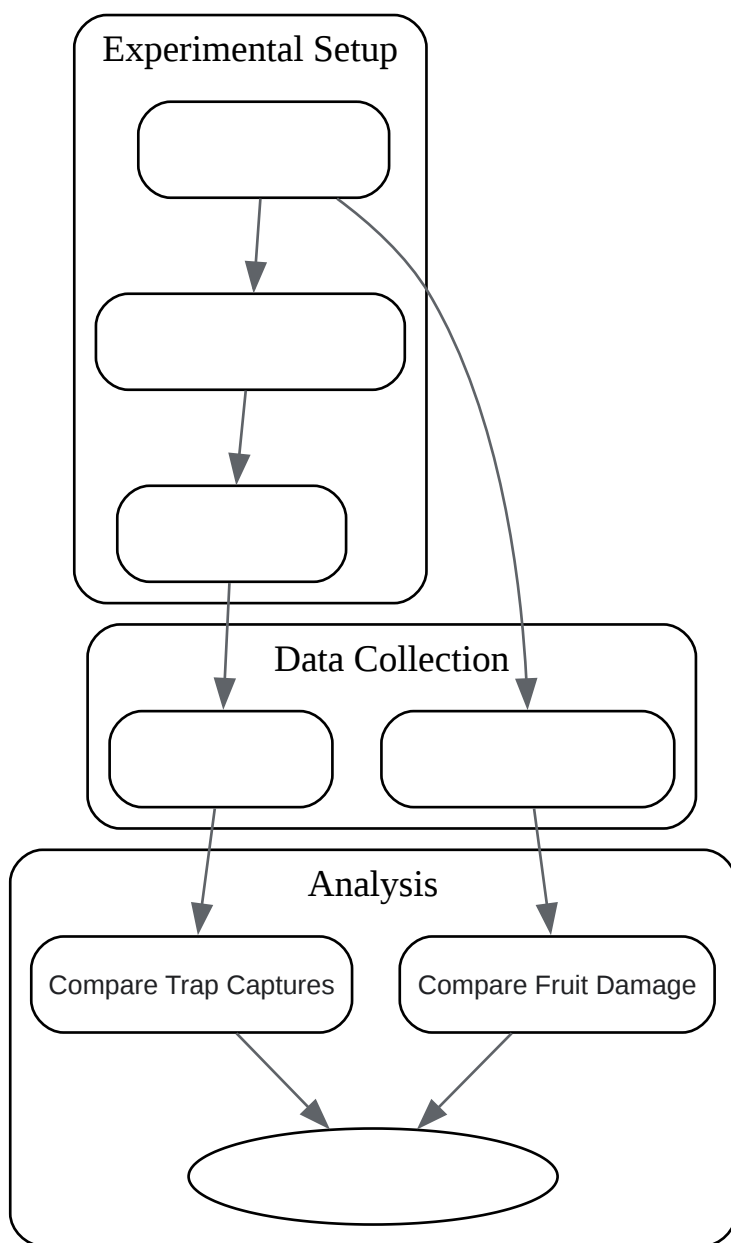 Experimental Setup
Data Collection
Analysis
Compare Trap Captures
Compare Fruit Damage